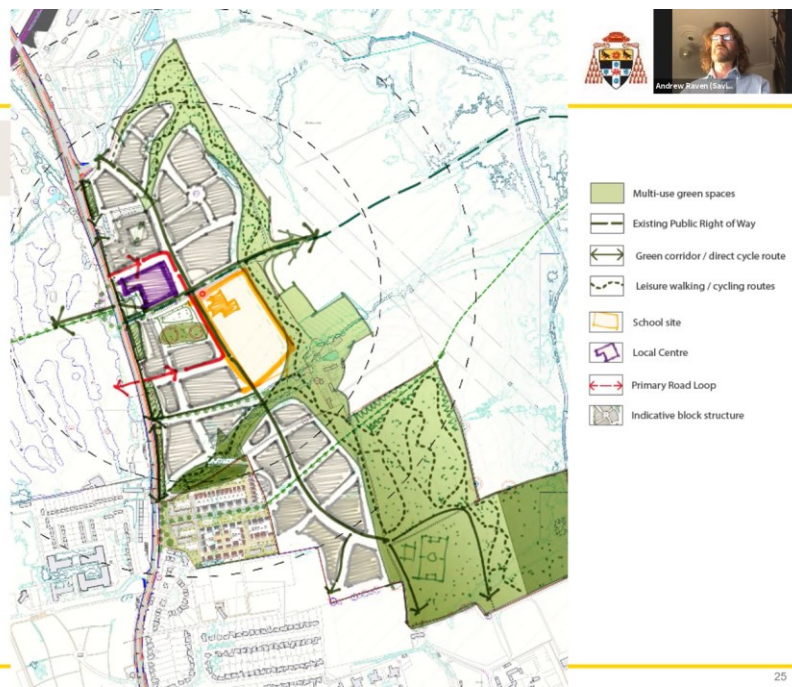 Andrew Raven (Savi...
Multi-use green spaces
Existing Public Right of Way
Green corridor / direct cycle route
Leisure walking / cycling routes
School site
Local Centre
Primary Road Loop
Indicative block structure
25